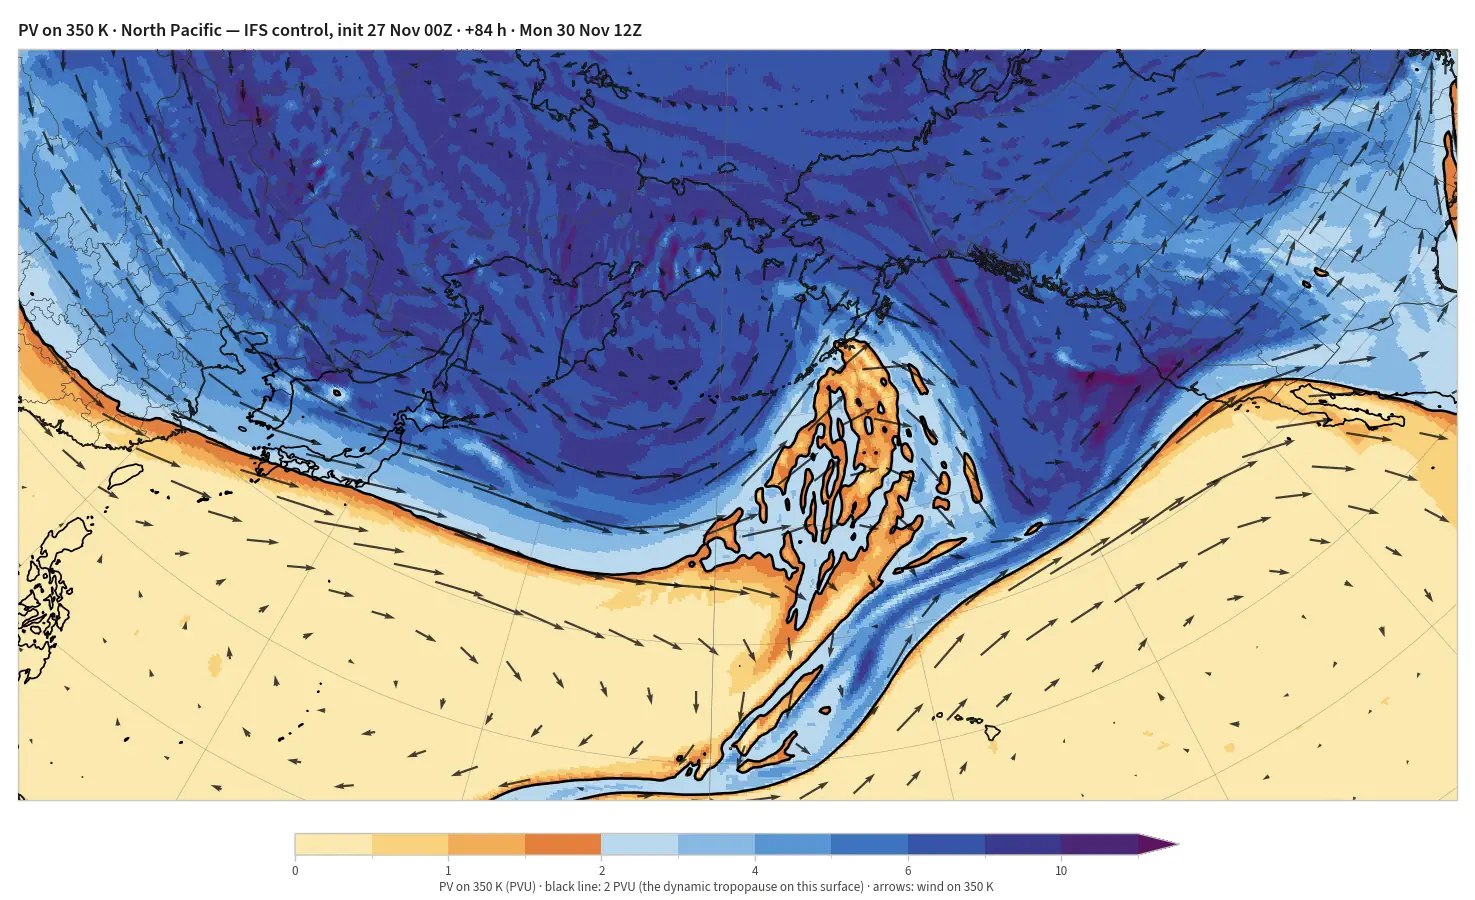 PV on 350 K · North Pacific — IFS control, init 27 Nov 00Z · +84 h · Mon 30 Nov 12Z
0 1 2 4 6 10
PV on 350 K (PVU) · black line: 2 PVU (the dynamic tropopause on this surface) · arrows: wind on 350 K